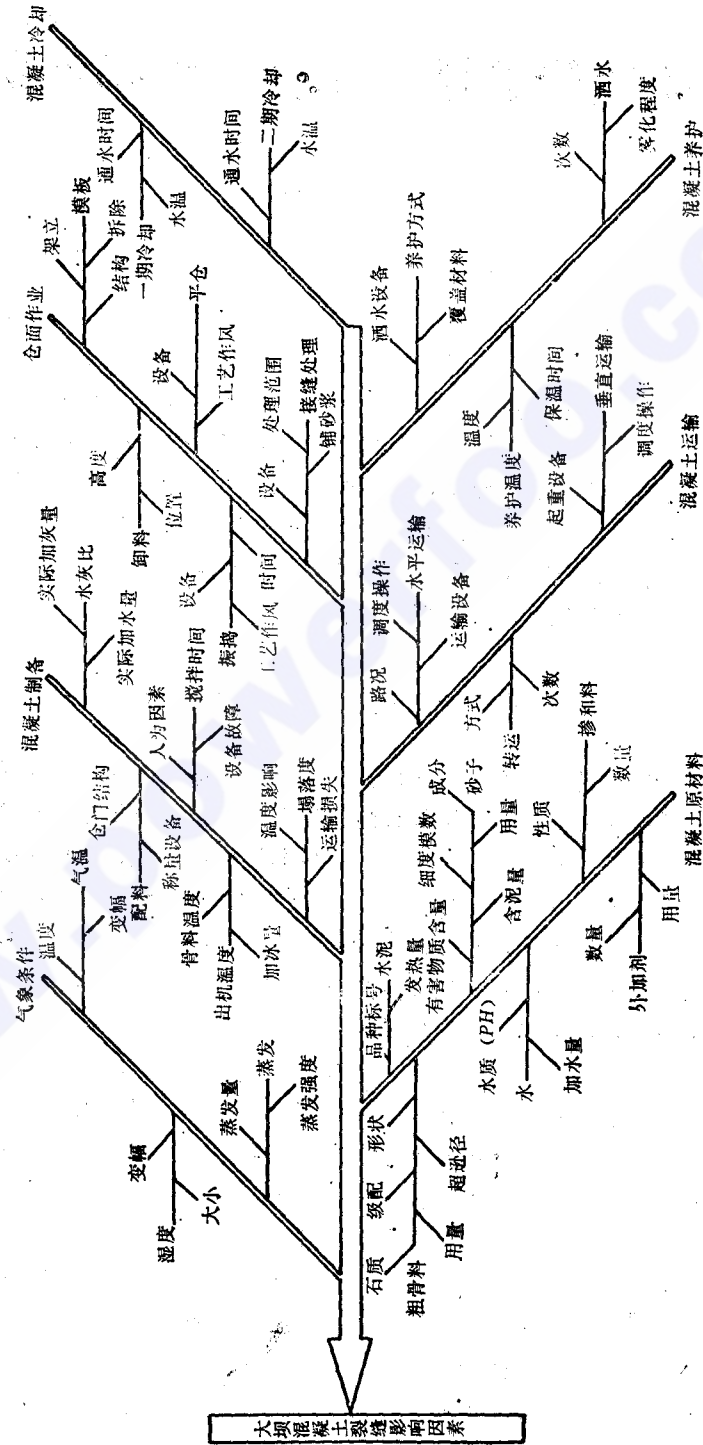 大坝混凝土裂缝影响因素
气象条件
温度
气温
变幅
变幅
湿度
大小
蒸发量
蒸发
蒸发强度
混凝土制备
实际加灰量
水灰比
实际加水量
仓门结构
配料
称量设备
人为因素
搅拌时间
设备故障
骨料温度
出机温度
加冰量
温度影响
塌落度
运输损失
仓面作业
架立
模板
拆除
结构
高度
卸料
位置
设备
平仓
工艺作风
设备
振捣
工艺作风
时间
处理范围
设备
接缝处理
铺砂浆
混凝土冷却
通水时间
一期冷却
水温
通水时间
二期冷却
水温
混凝土原材料
品种标号
水泥
发热量
石质
级配
形状
粗骨料
用量
超逊径
有害物质含量
细度模数
成分
砂子
用量
含泥量
水质(PH)
水
加水量
性质
掺和料
数量
数量
外加剂
用量
混凝土运输
路况
调度操作
水平运输
运输设备
方式
转运
次数
起重设备
垂直运输
调度操作
混凝土养护
洒水设备
养护方式
覆盖材料
温度
养护温度
保温时间
次数
洒水
雾化程度
www.powerfoo.co